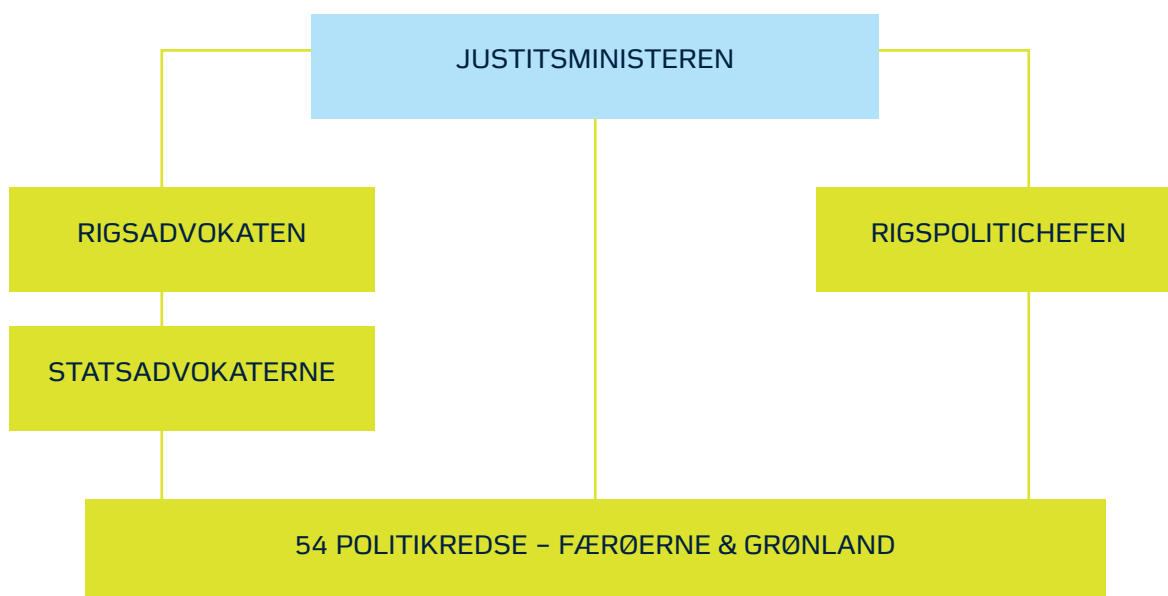 JUSTITSMINISTEREN
RIGSADVOKATEN
RIGSPOLITICHEFEN
STATSADVOKATERNE
54 POLITIKREDSE – FÆRØERNE & GRØNLAND